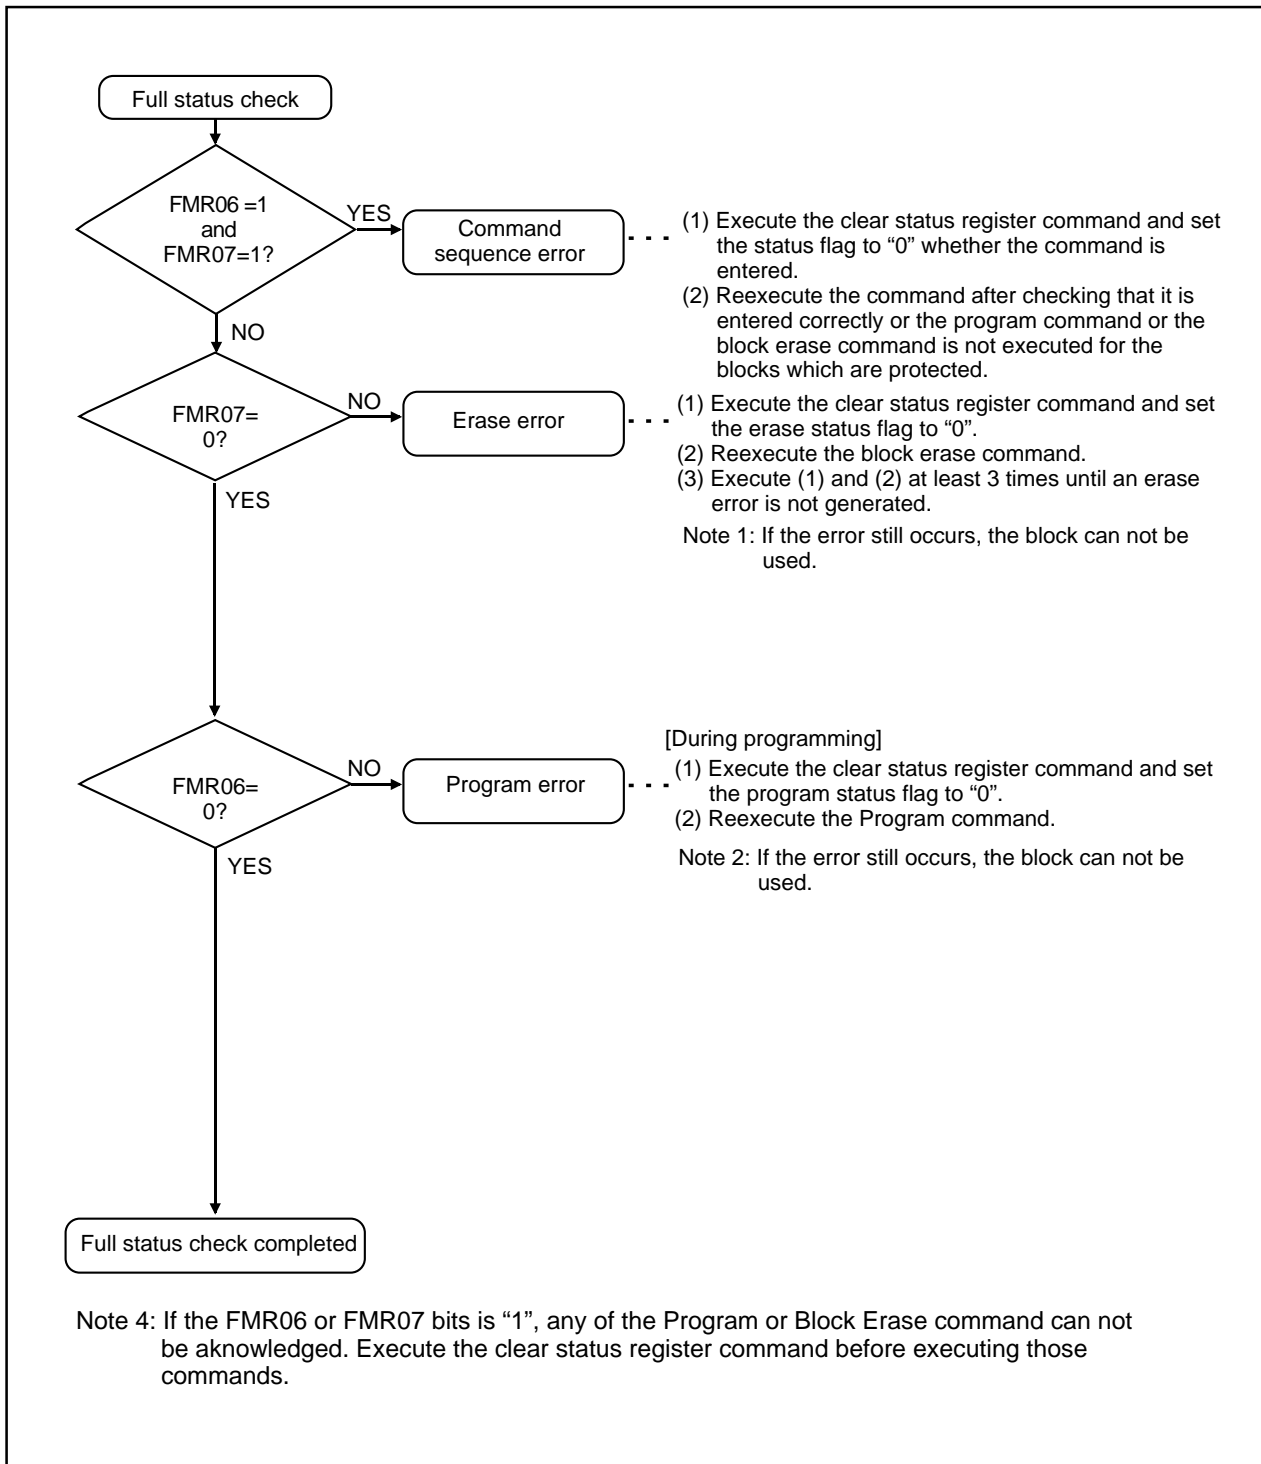 Full status check
FMR06 =1
and
FMR07=1?
YES
Command
sequence error
(1) Execute the clear status register command and set
the status flag to “0” whether the command is
entered.
(2) Reexecute the command after checking that it is
entered correctly or the program command or the
block erase command is not executed for the
blocks which are protected.
NO
FMR07=
0?
NO
Erase error
(1) Execute the clear status register command and set
the erase status flag to “0”.
(2) Reexecute the block erase command.
(3) Execute (1) and (2) at least 3 times until an erase
error is not generated.
Note 1: If the error still occurs, the block can not be
used.
YES
FMR06=
0?
NO
Program error
[During programming]
(1) Execute the clear status register command and set
the program status flag to “0”.
(2) Reexecute the Program command.
Note 2: If the error still occurs, the block can not be
used.
YES
Full status check completed
Note 4: If the FMR06 or FMR07 bits is “1”, any of the Program or Block Erase command can not
be aknowledged. Execute the clear status register command before executing those
commands.